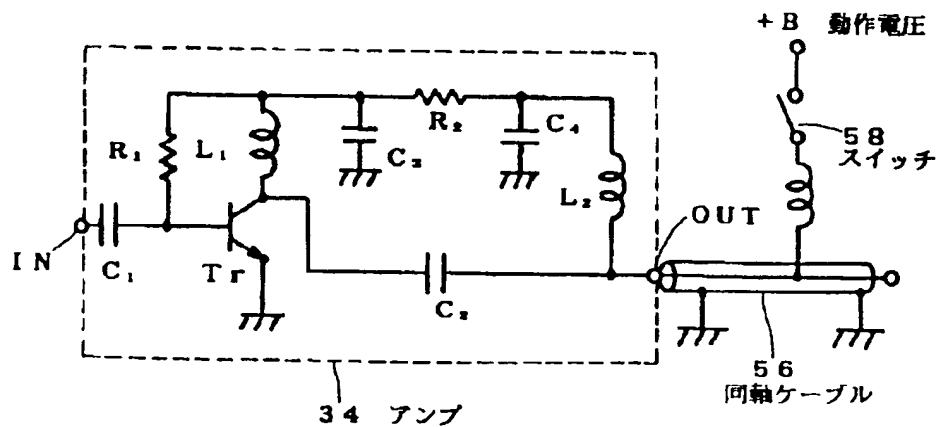 +B 動作電圧
58
スイッチ
R₁
L₁
C₃
R₂
C₄
L₂
OUT
IN
C₁
Tr
C₂
56
同軸ケーブル
34 アンプ